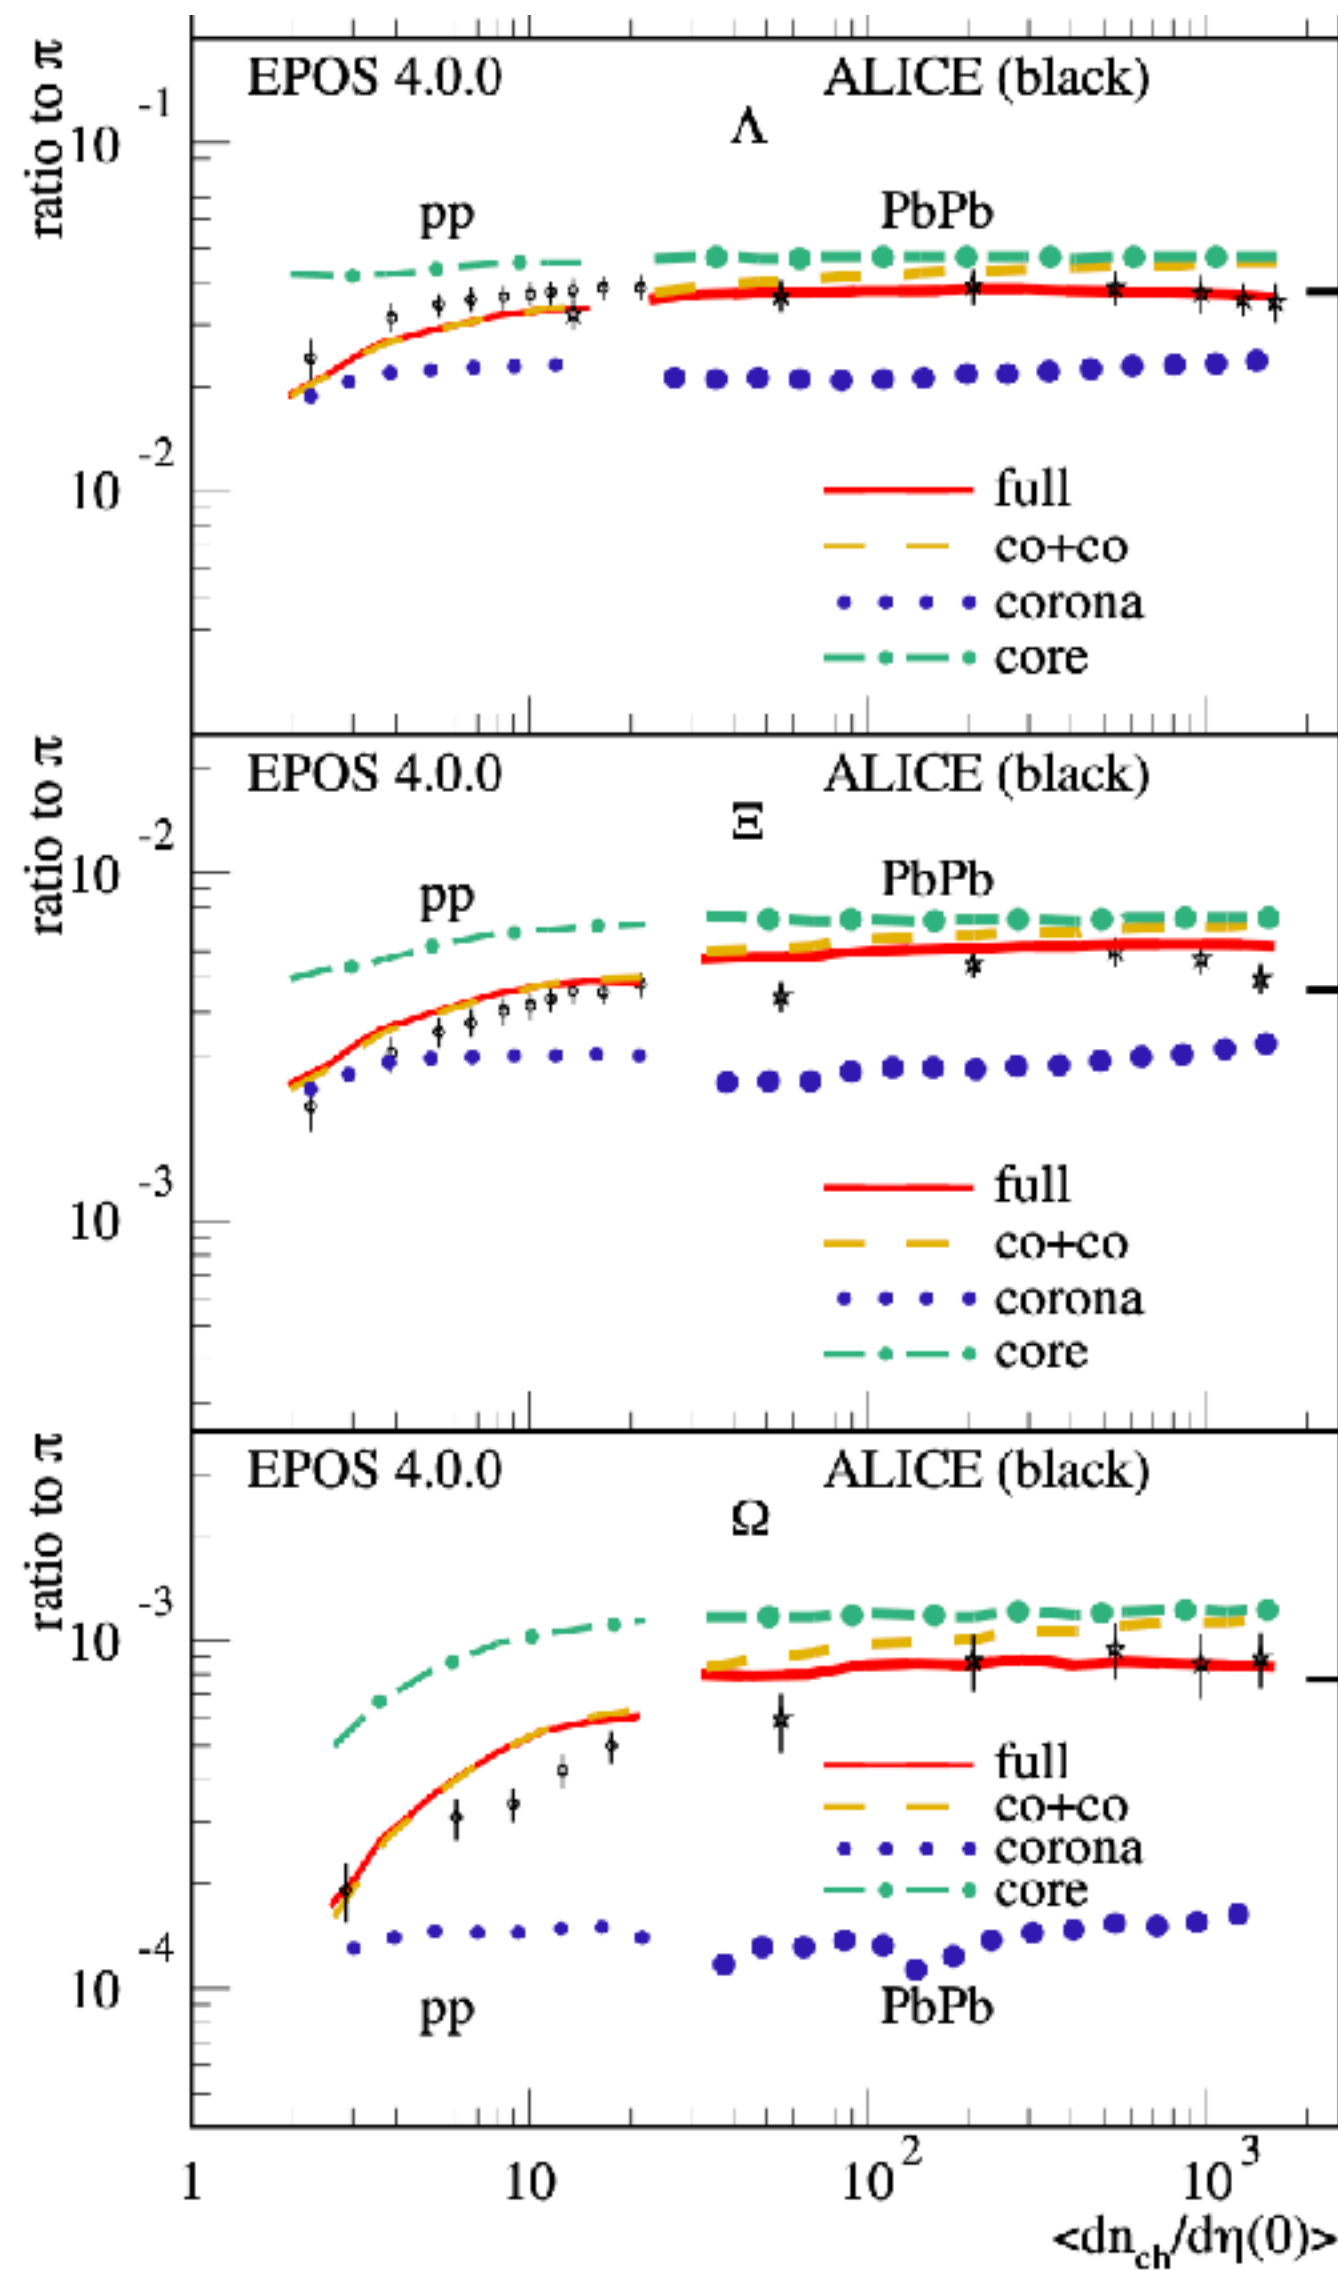 EPOS 4.0.0 ALICE (black)
Λ
ratio to π
10 -1
pp PbPb
10 -2
full
co+co
corona
core
EPOS 4.0.0 ALICE (black)
Ξ
ratio to π
10 -2
pp PbPb
10 -3
full
co+co
corona
core
EPOS 4.0.0 ALICE (black)
Ω
ratio to π
10 -3
full
co+co
corona
core
10 -4
pp PbPb
1 10 10 2 10 3
<dn_ch/dη(0)>